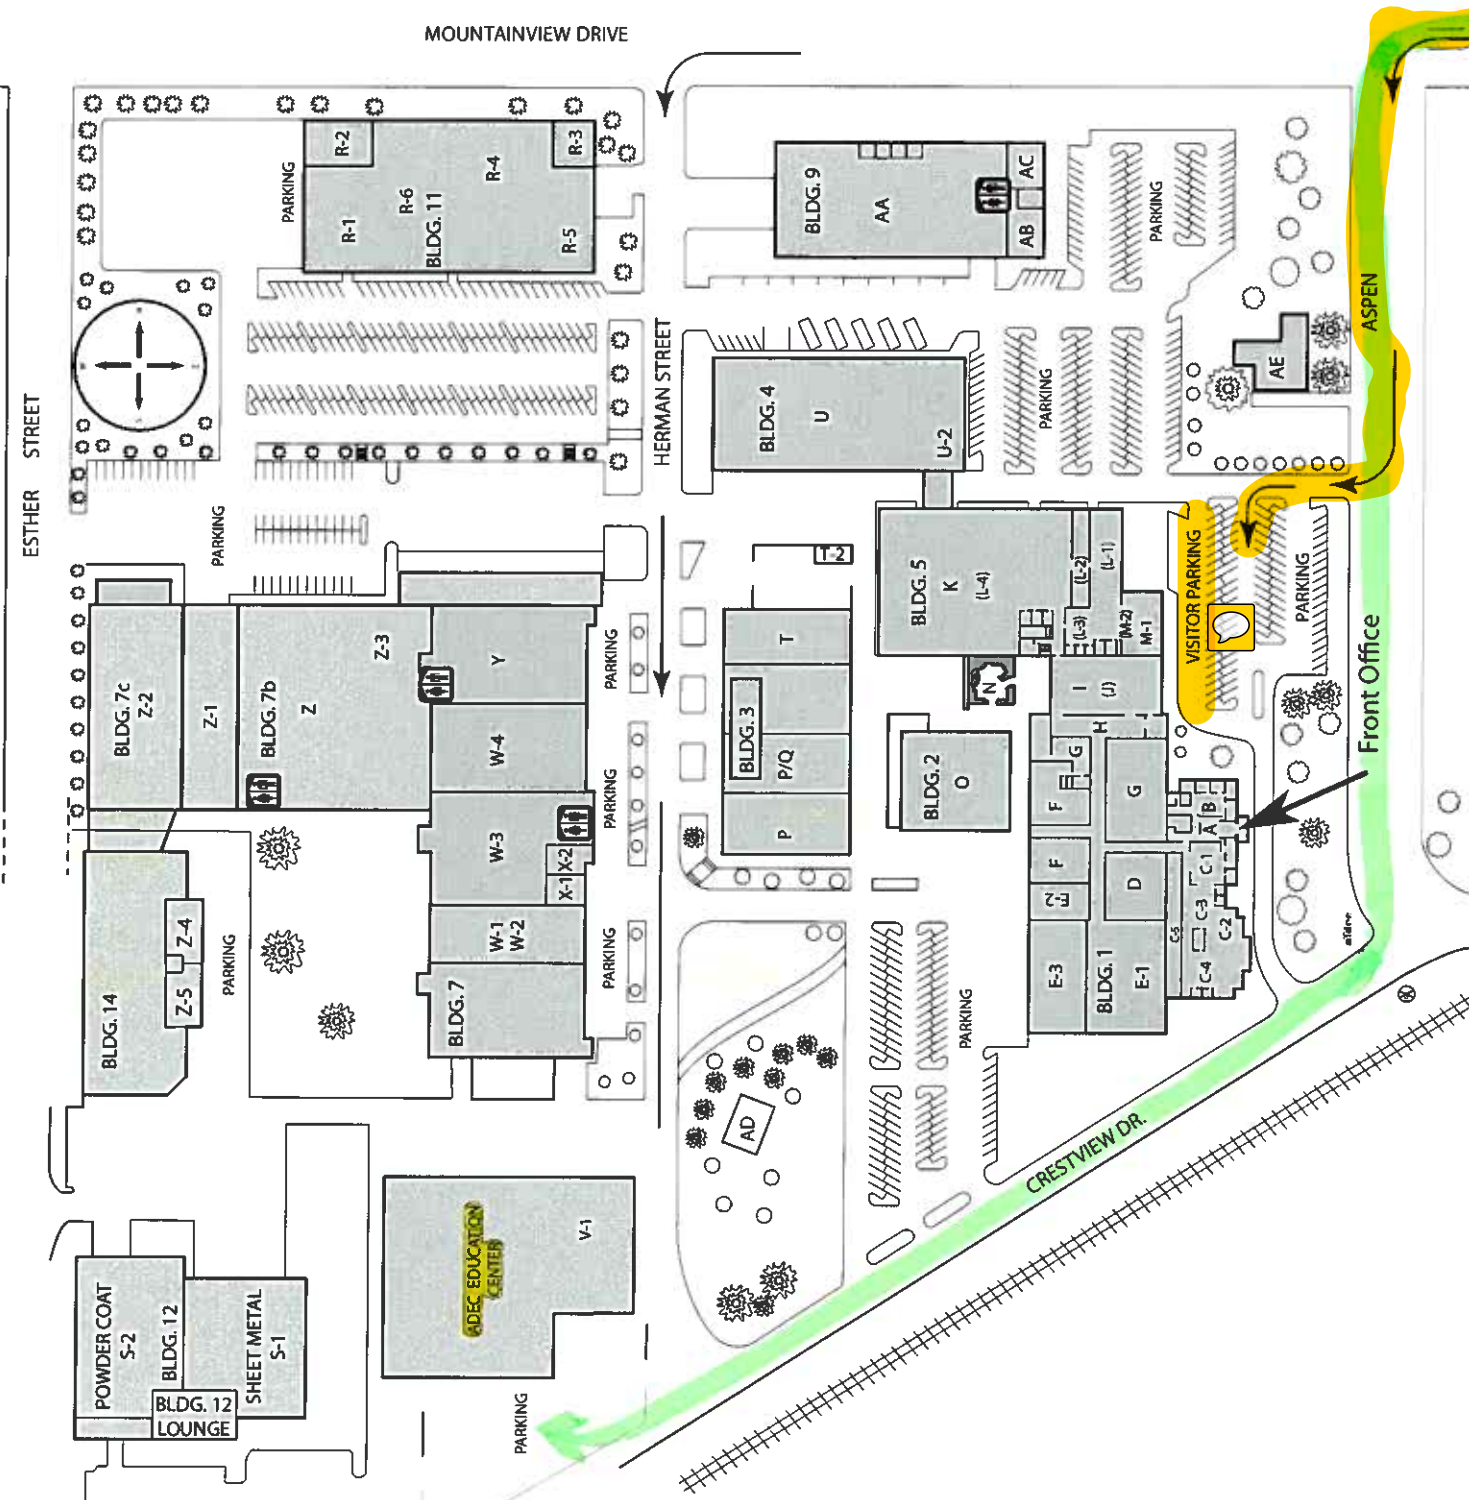 MOUNTAINVIEW DRIVE
ESTHER STREET
HERMAN STREET
ASPEN
CRESTVIEW DR.
PARKING
R-2
R-3
R-4
R-6
BLDG. 11
R-1
R-5
BLDG. 9
AA
AC
AB
PARKING
BLDG. 4
U
U-2
PARKING
AE
PARKING
BLDG. 7c
Z-2
Z-1
BLDG. 7b
Z
Z-3
Y
W-4
W-3
X-2
X-1
W-1
W-2
BLDG. 7
PARKING
PARKING
PARKING
T-2
T
BLDG. 3
P/Q
P
BLDG. 5
K
(L-4)
(L-2)
(L-1)
(L-3)
(M-2)
M-1
N
I
(J)
H
G
G
F
F
E-2
E-3
BLDG. 1
E-1
D
BLDG. 2
O
A
B
C-1
C-3
C-2
C-5
C-4
VISITOR PARKING
PARKING
Front Office
BLDG. 14
Z-4
Z-5
PARKING
AD
PARKING
ADEC EDUCATION
CENTER
V-1
POWDER COAT
S-2
BLDG. 12
SHEET METAL
S-1
BLDG. 12
LOUNGE
PARKING